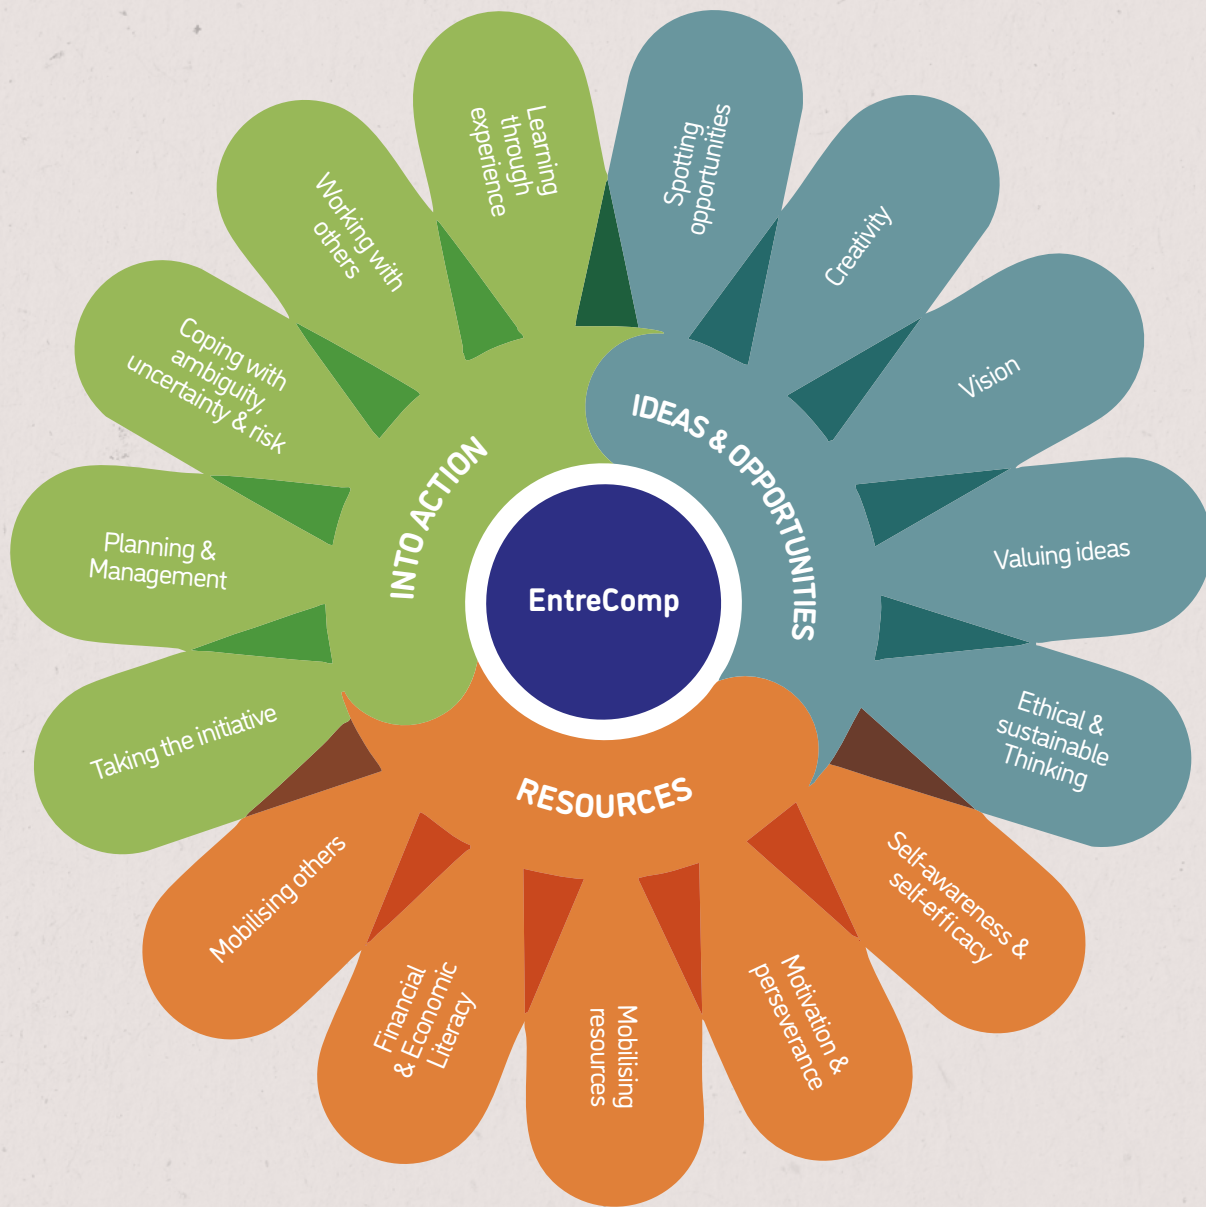 EntreComp
IDEAS & OPPORTUNITIES
Spotting
opportunities
Creativity
Vision
Valuing ideas
Ethical &
sustainable
Thinking
RESOURCES
Self-awareness &
self-efficacy
Motivation &
perseverance
Mobilising
resources
Financial
& Economic
Literacy
Mobilising others
INTO ACTION
Taking the initiative
Planning &
Management
Coping with
ambiguity,
uncertainty & risk
Working with
others
Learning
through
experience